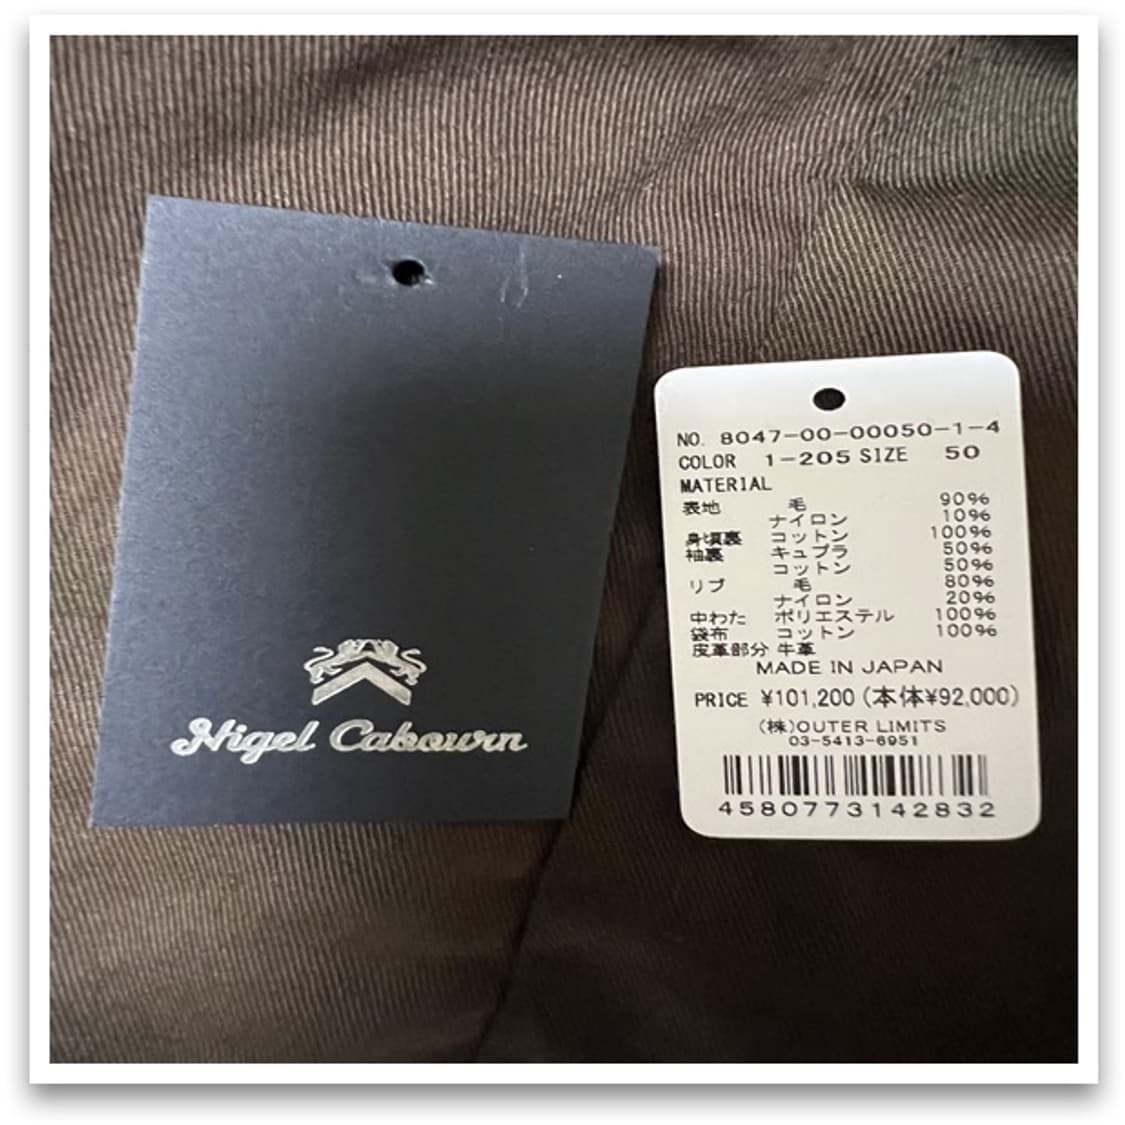 Nigel Cabourn
NO. 8047-00-00050-1-4
COLOR 1-205 SIZE 50
MATERIAL
表地 毛 90%
ナイロン 10%
身頃裏 コットン 100%
袖裏 キュプラ 50%
コットン 50%
リブ 毛 80%
ナイロン 20%
中わた ポリエステル 100%
袋布 コットン 100%
皮革部分 牛革
MADE IN JAPAN
PRICE ¥101,200 (本体¥92,000)
(株)OUTER LIMITS
03-5413-6951
4580773142832